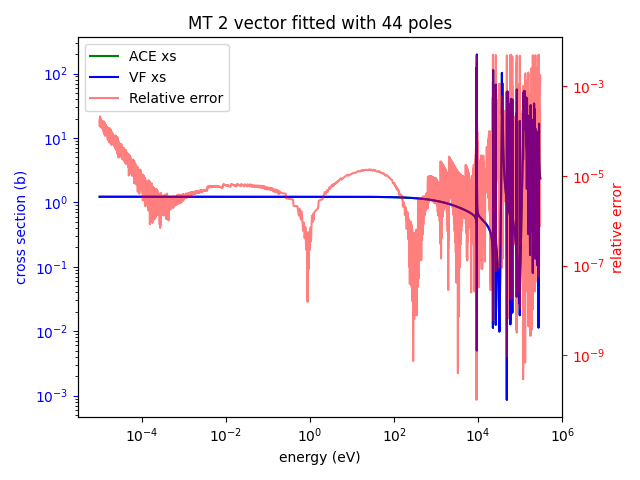 MT 2 vector fitted with 44 poles
ACE xs
VF xs
Relative error
cross section (b)
10²
10¹
10⁰
10⁻¹
10⁻²
10⁻³
10⁻³
10⁻⁵
10⁻⁷
10⁻⁹
relative error
10⁻⁴ 10⁻² 10⁰ 10² 10⁴ 10⁶
energy (eV)